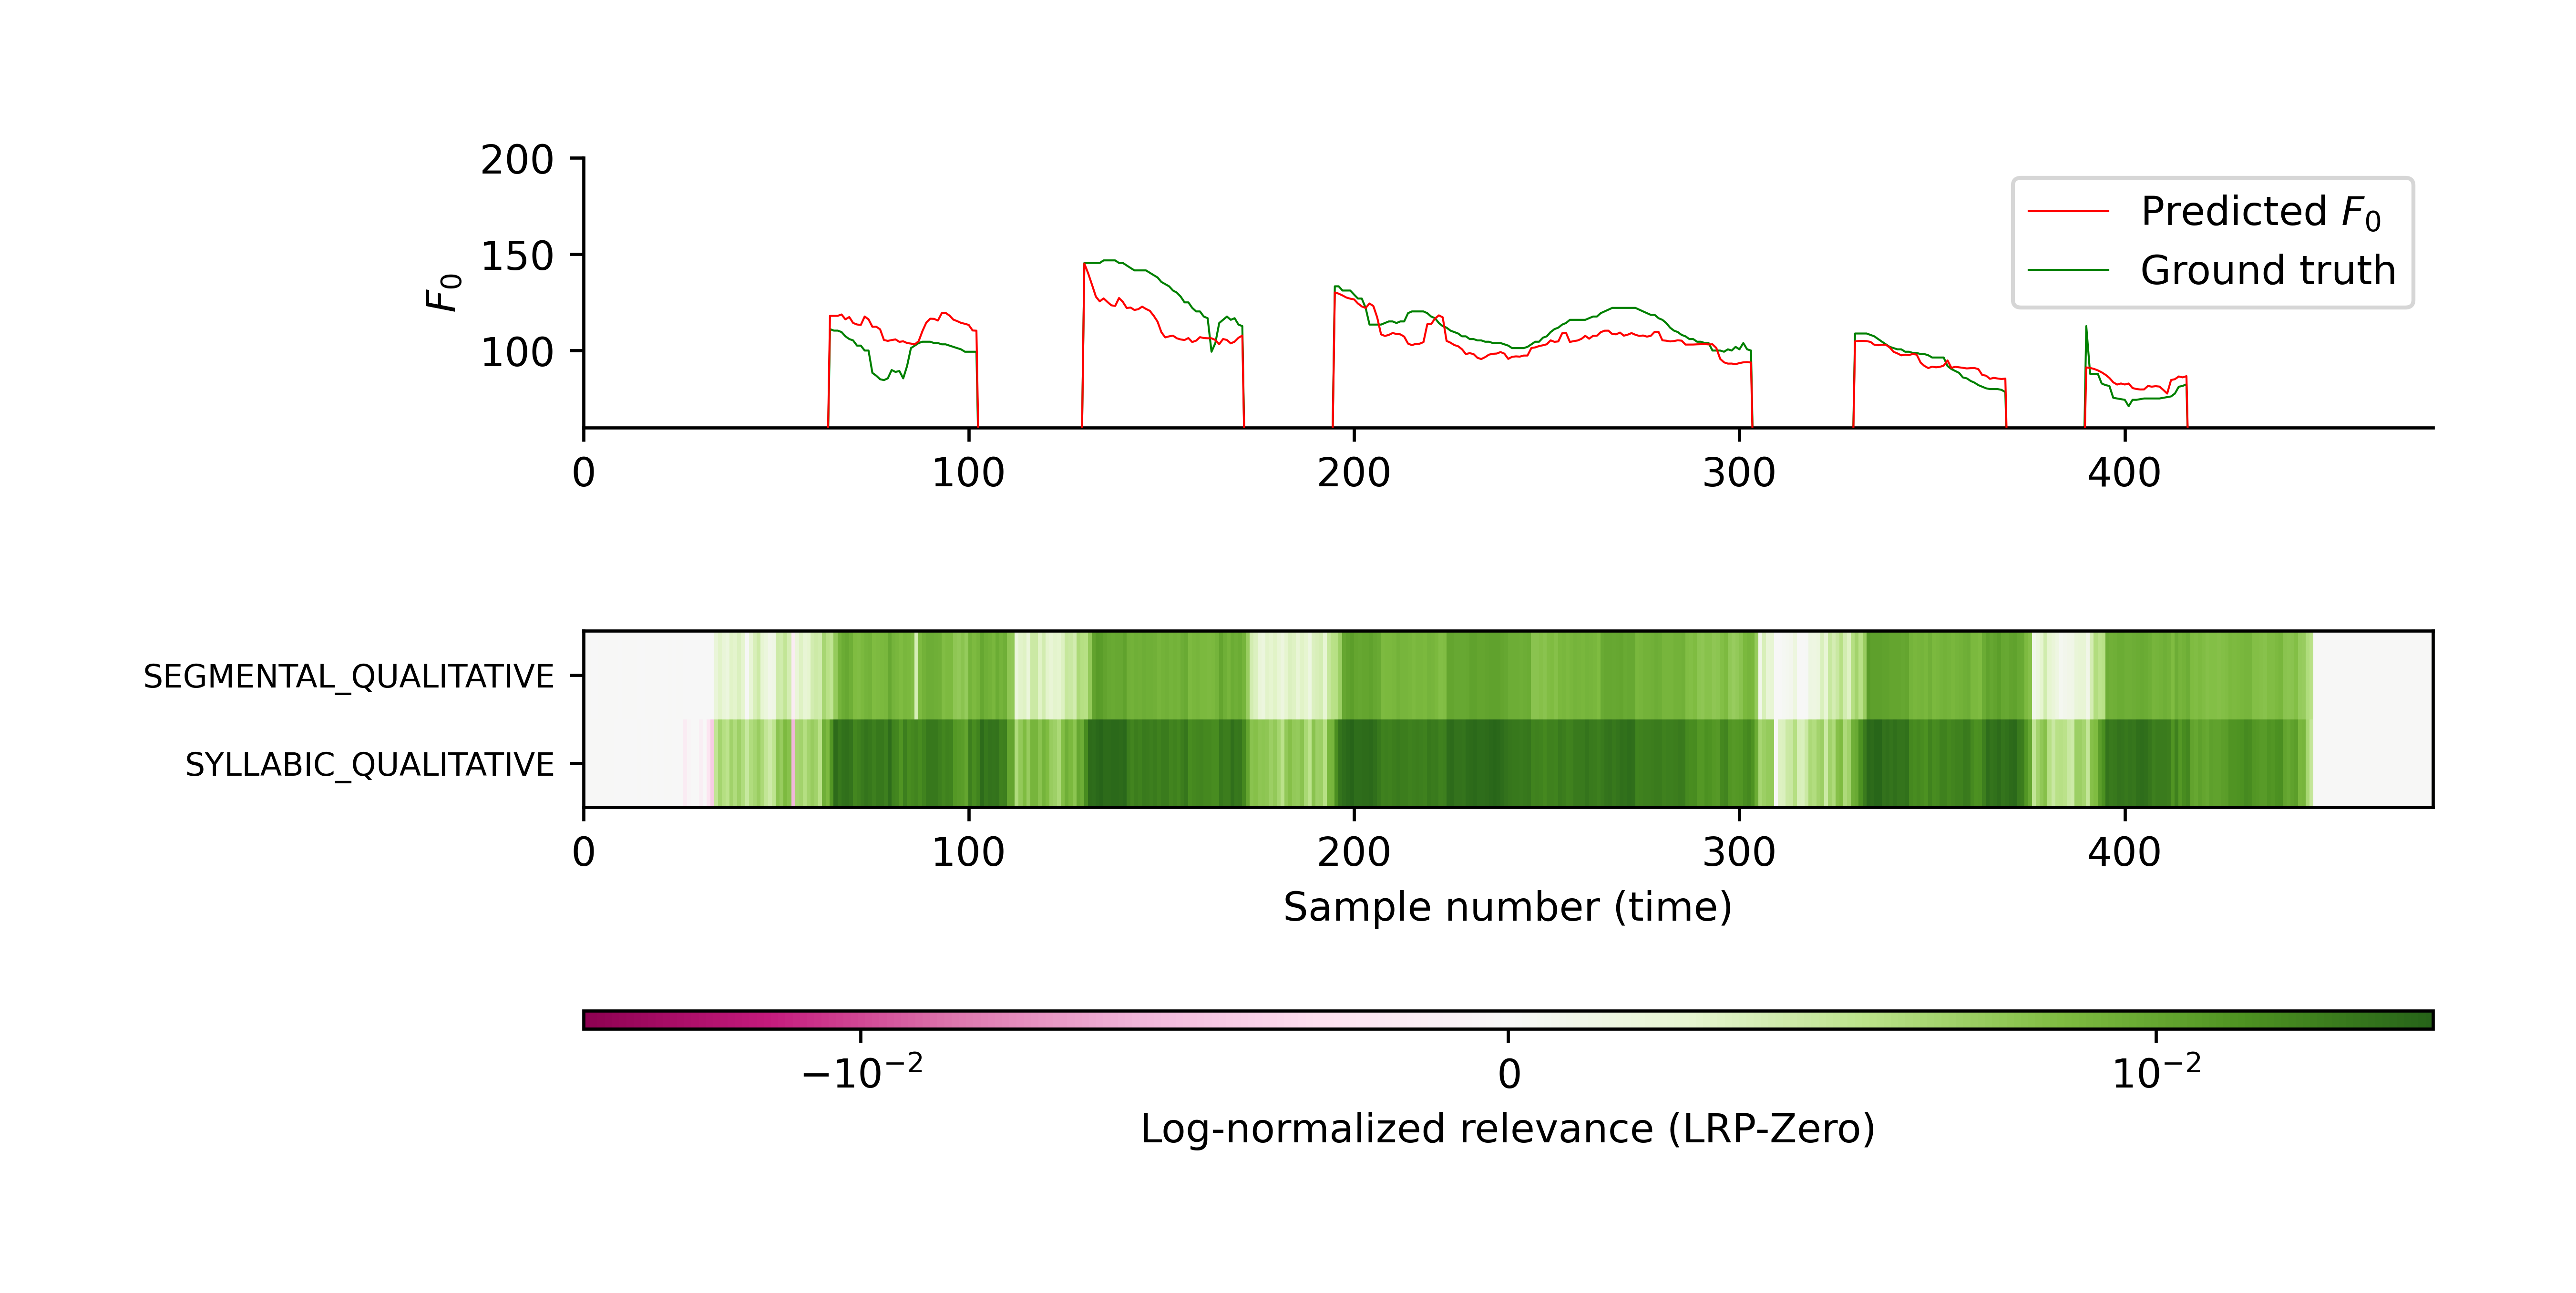 200
150
100
F₀
Predicted F₀
Ground truth
0 100 200 300 400
SEGMENTAL_QUALITATIVE
SYLLABIC_QUALITATIVE
0 100 200 300 400
Sample number (time)
−10⁻² 0 10⁻²
Log-normalized relevance (LRP-Zero)